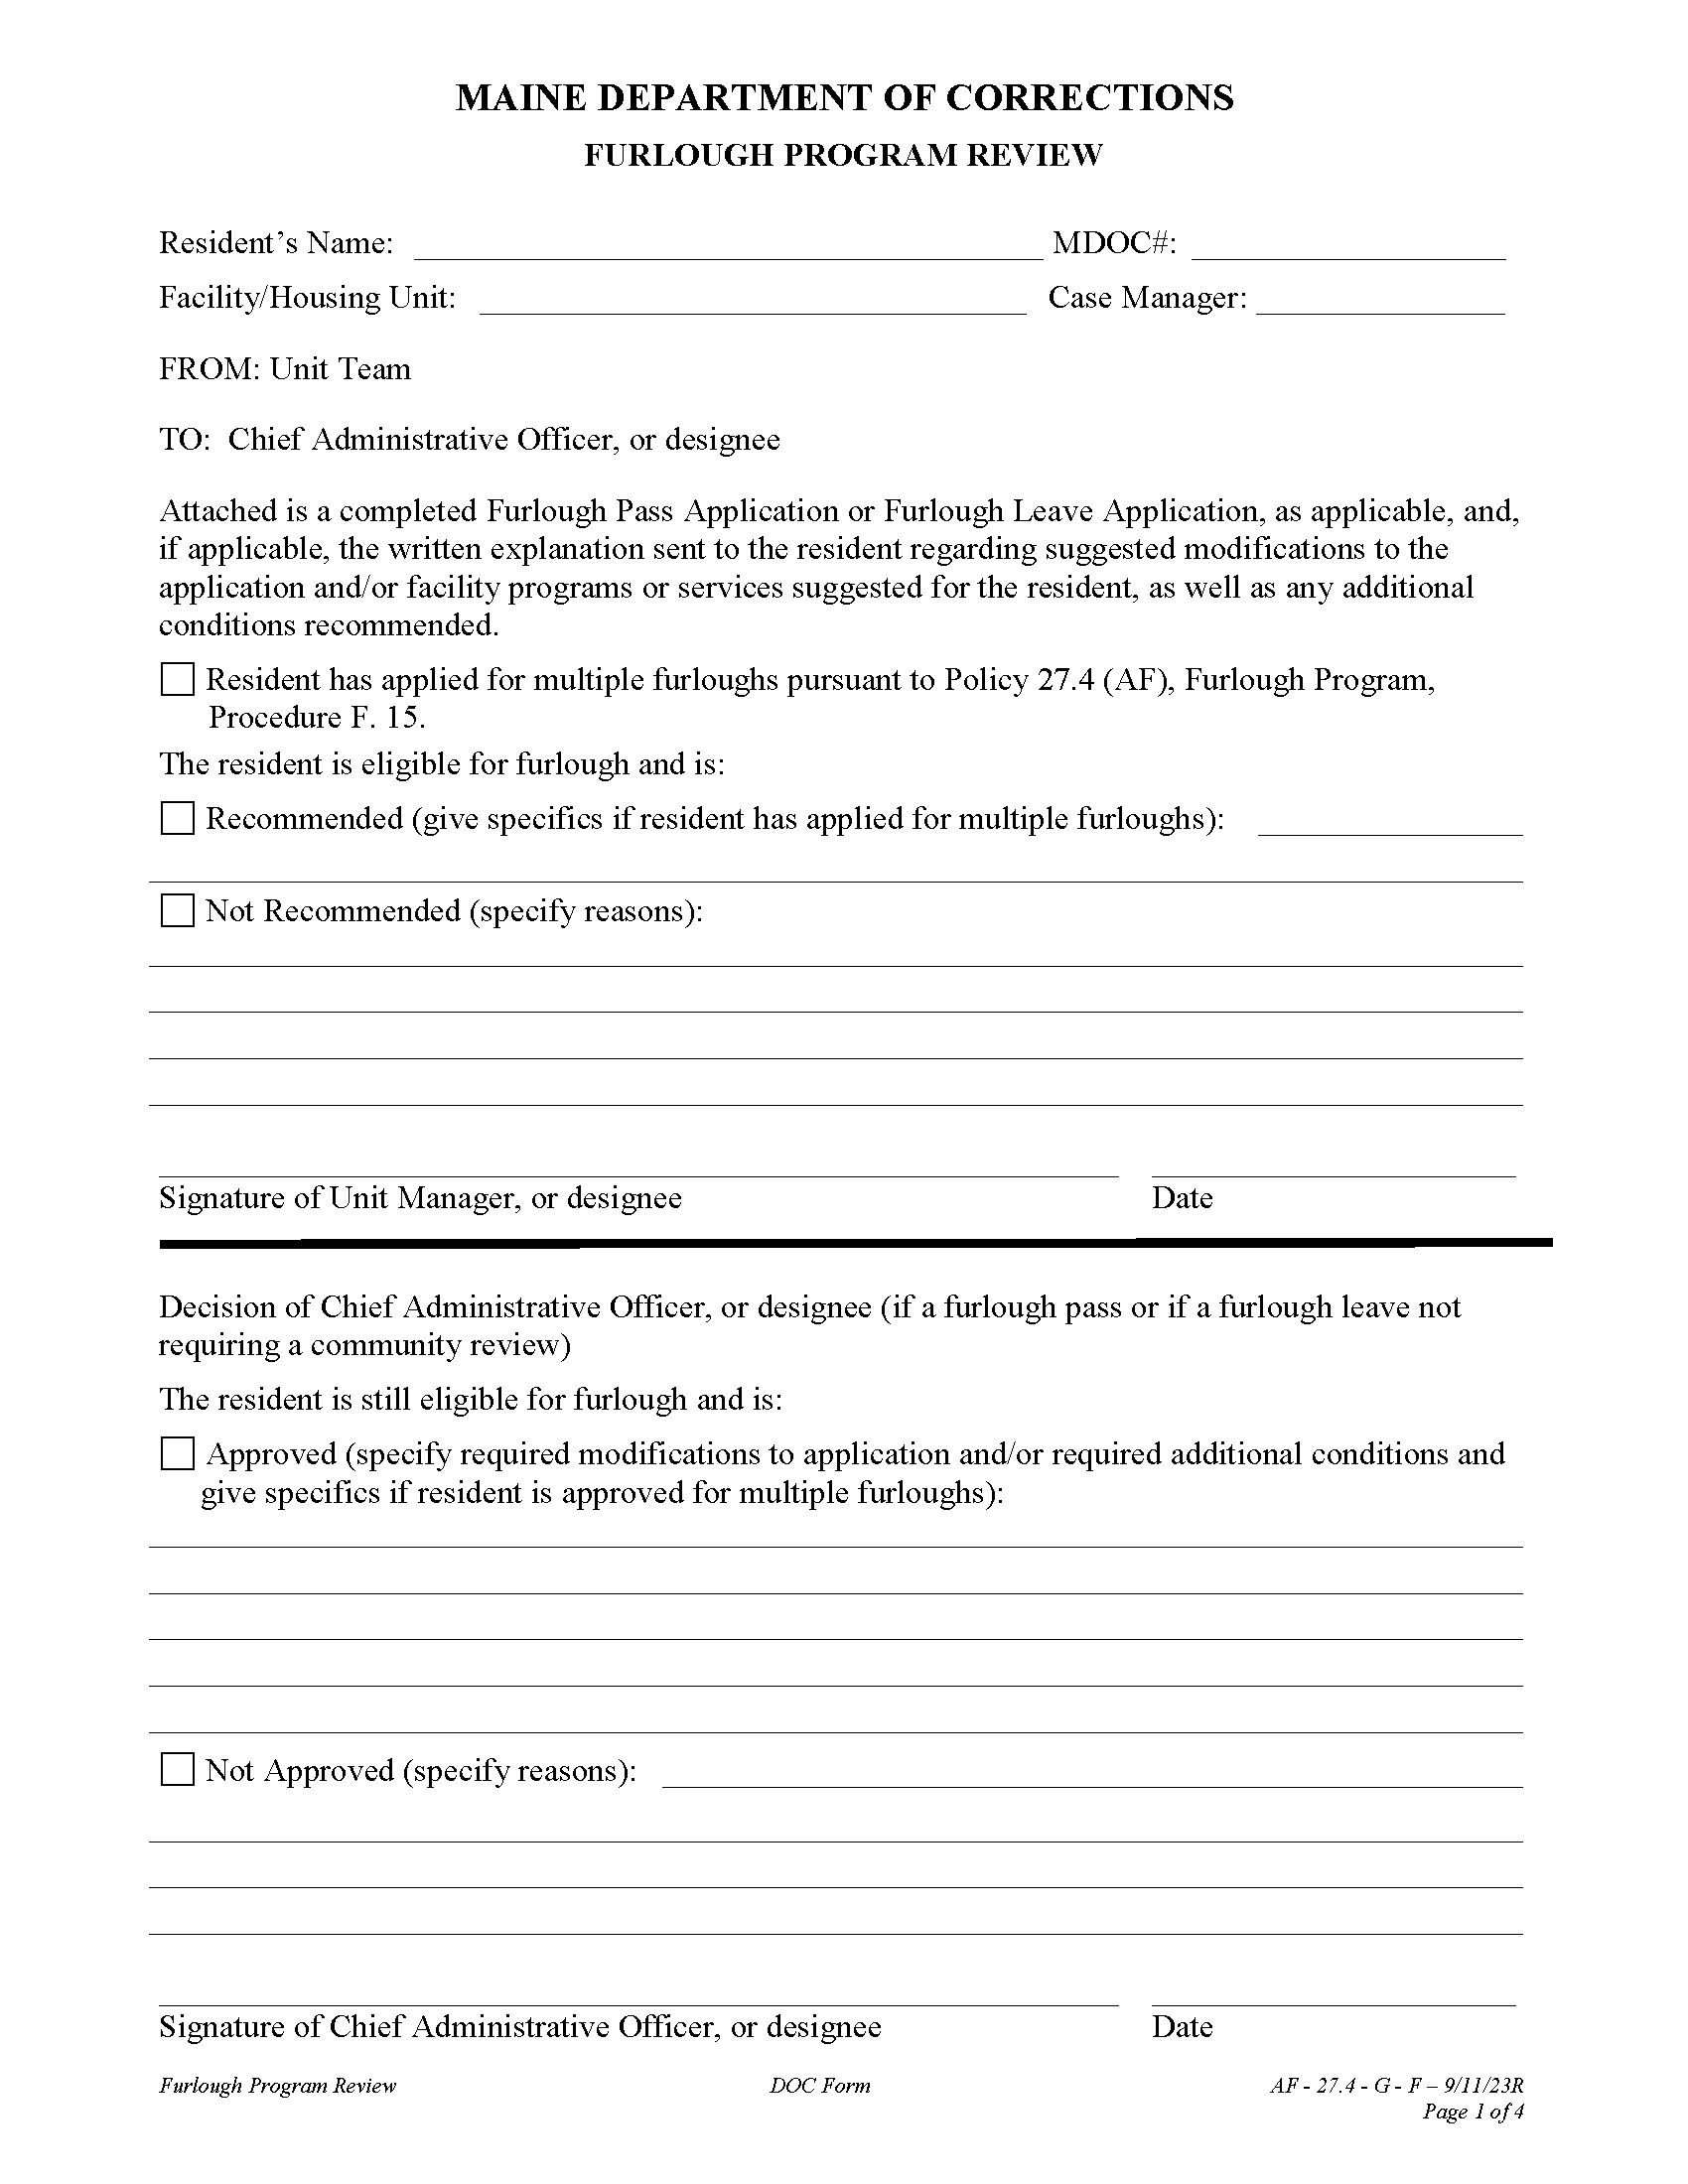 MAINE DEPARTMENT OF CORRECTIONS
FURLOUGH PROGRAM REVIEW
Resident's Name: MDOC#:
Facility/Housing Unit: Case Manager:
FROM: Unit Team
TO: Chief Administrative Officer, or designee
Attached is a completed Furlough Pass Application or Furlough Leave Application, as applicable, and,
if applicable, the written explanation sent to the resident regarding suggested modifications to the
application and/or facility programs or services suggested for the resident, as well as any additional
conditions recommended.
Resident has applied for multiple furloughs pursuant to Policy 27.4 (AF), Furlough Program,
Procedure F. 15.
The resident is eligible for furlough and is:
Recommended (give specifics if resident has applied for multiple furloughs):
Not Recommended (specify reasons):
Signature of Unit Manager, or designee Date
Decision of Chief Administrative Officer, or designee (if a furlough pass or if a furlough leave not
requiring a community review)
The resident is still eligible for furlough and is:
Approved (specify required modifications to application and/or required additional conditions and
give specifics if resident is approved for multiple furloughs):
Not Approved (specify reasons):
Signature of Chief Administrative Officer, or designee Date
Furlough Program Review DOC Form AF - 27.4 - G - F – 9/11/23R
Page 1 of 4